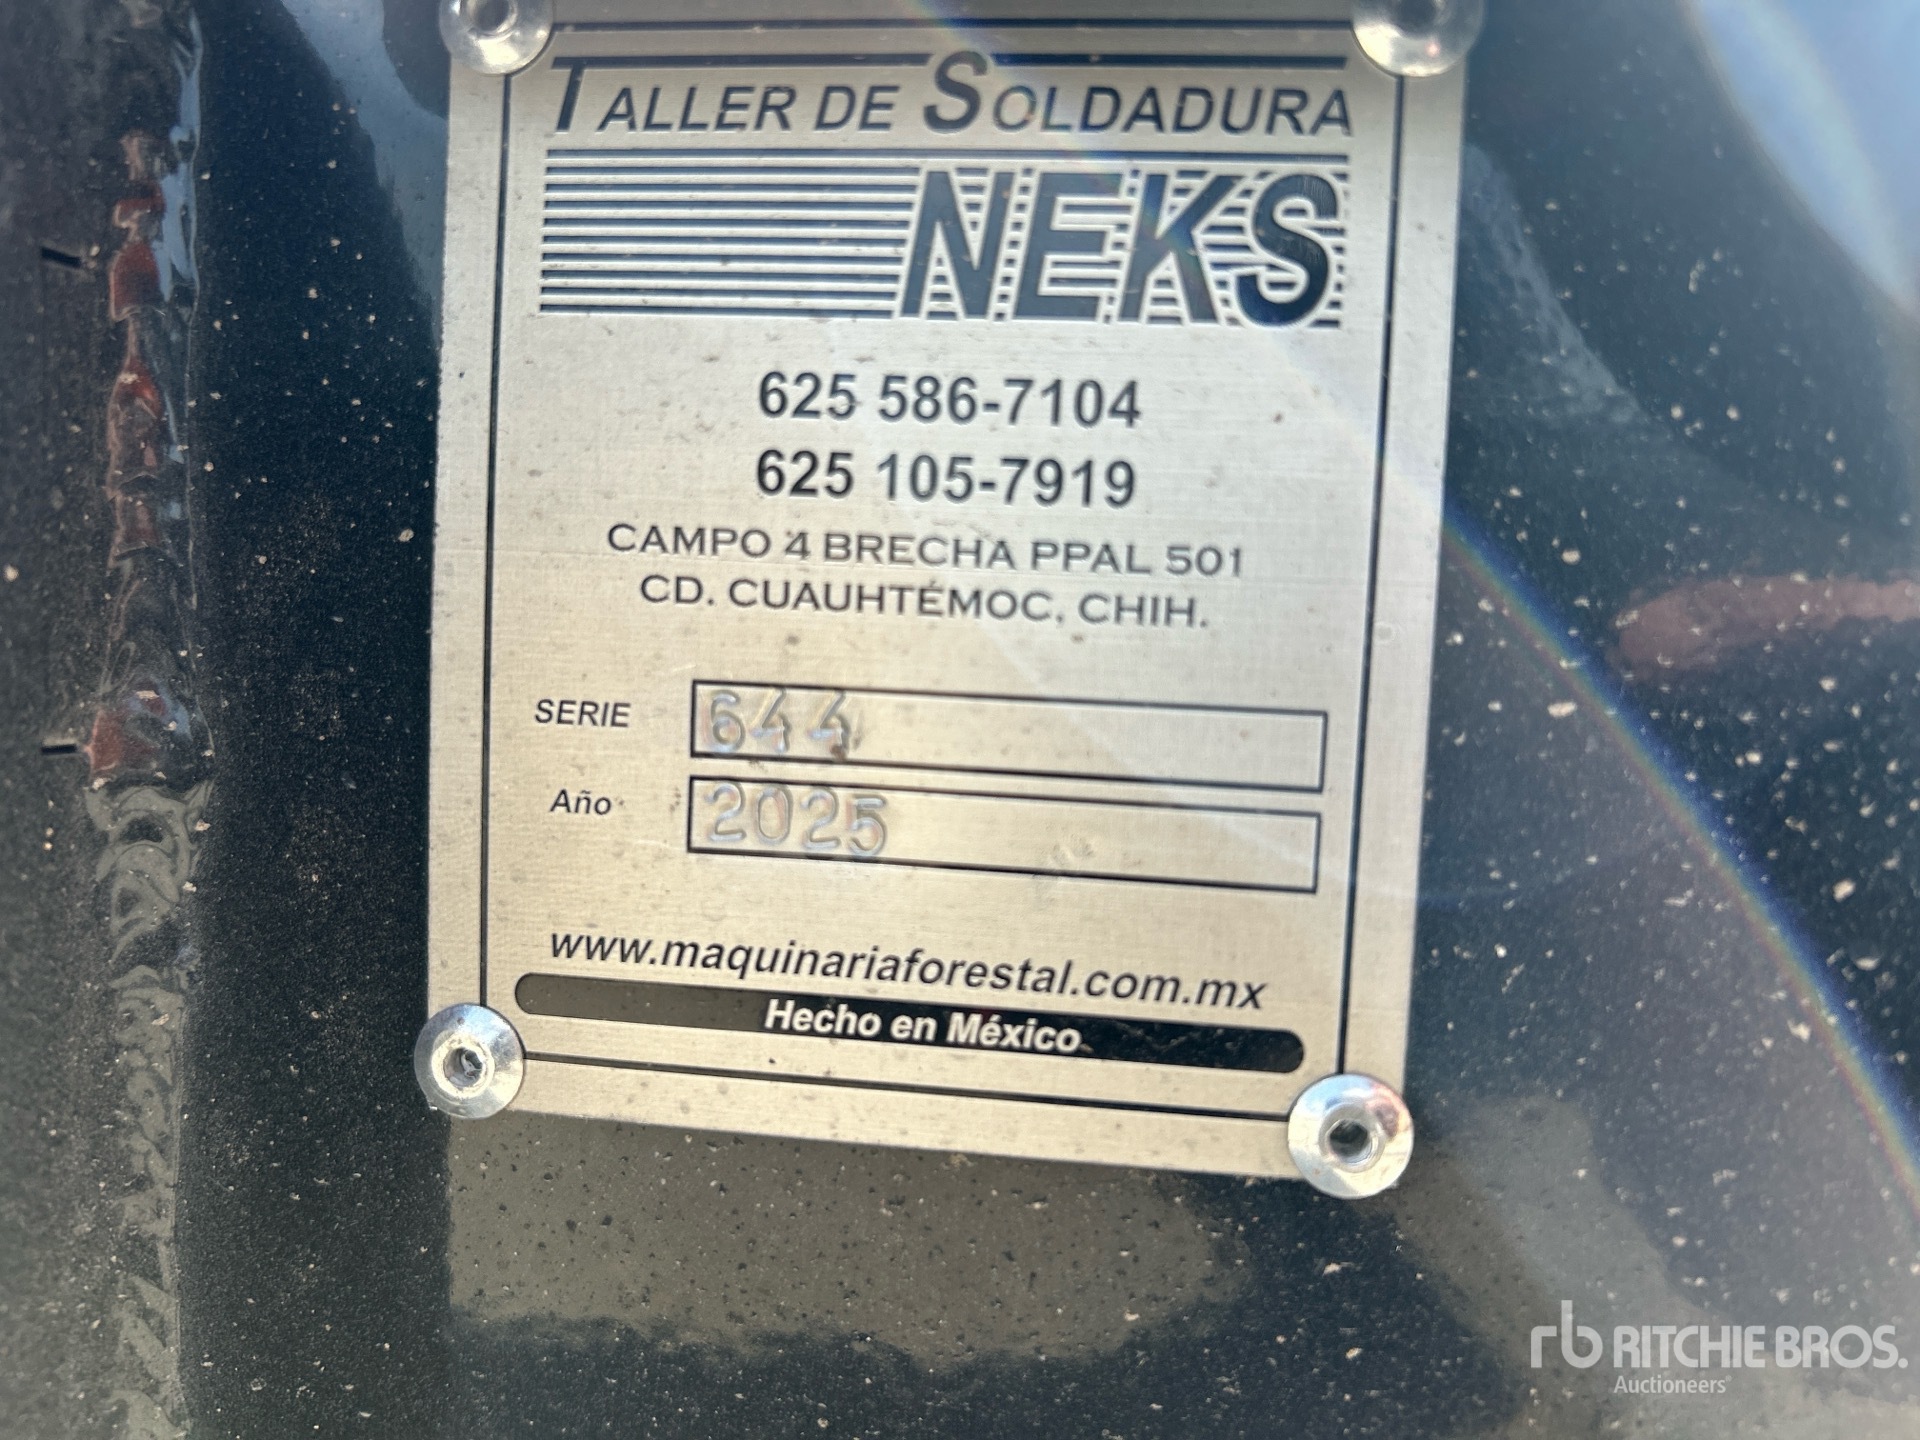 TALLER DE SOLDADURA
NEKS
625 586-7104
625 105-7919
CAMPO 4 BRECHA PPAL 501
CD. CUAUHTÉMOC, CHIH.
SERIE 644
Año 2025
www.maquinariaforestal.com.mx
Hecho en México
rb RITCHIE BROS.
Auctioneers